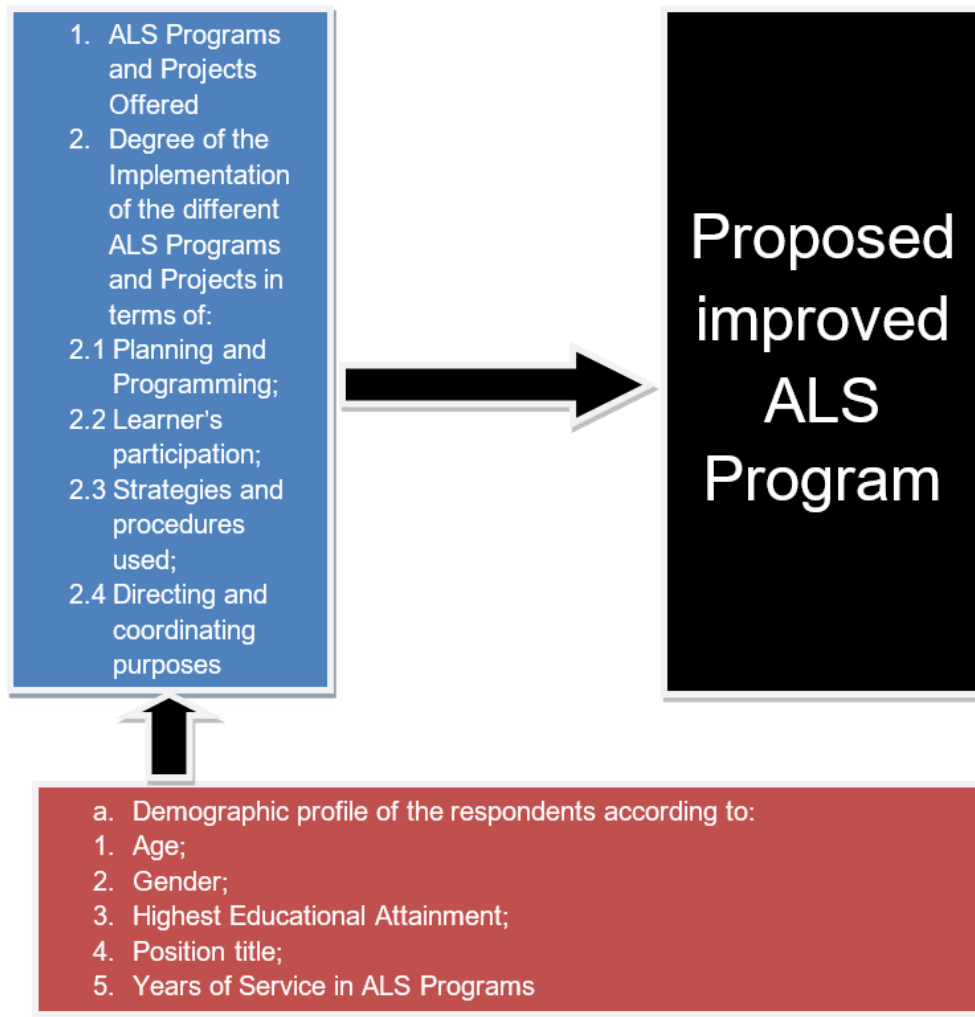 1. ALS Programs
and Projects
Offered
2. Degree of the
Implementation
of the different
ALS Programs
and Projects in
terms of:
2.1 Planning and
Programming;
2.2 Learner’s
participation;
2.3 Strategies and
procedures
used;
2.4 Directing and
coordinating
purposes
Proposed
improved
ALS
Program
a. Demographic profile of the respondents according to:
1. Age;
2. Gender;
3. Highest Educational Attainment;
4. Position title;
5. Years of Service in ALS Programs